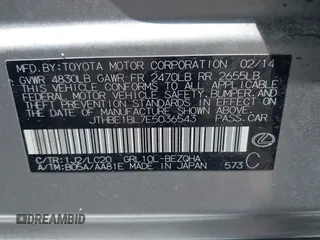 MFD. BY: TOYOTA MOTOR CORPORATION 02/14
GVWR 4830LB GAWR FR 2470LB RR 2655LB
THIS VEHICLE CONFORMS TO ALL APPLICABLE
FEDERAL MOTOR VEHICLE SAFETY, BUMPER, AND
THEFT PREVENTION STANDARDS IN EFFECT ON
THE DATE OF MANUFACTURE SHOWN ABOVE.
JTHBE1BL7E5036543 PASS.CAR
C/TR: 1J2/LC20 GRL10L-BEZQHA
A/TM: B05A/AA81E MADE IN JAPAN 573 C
BIDCARS